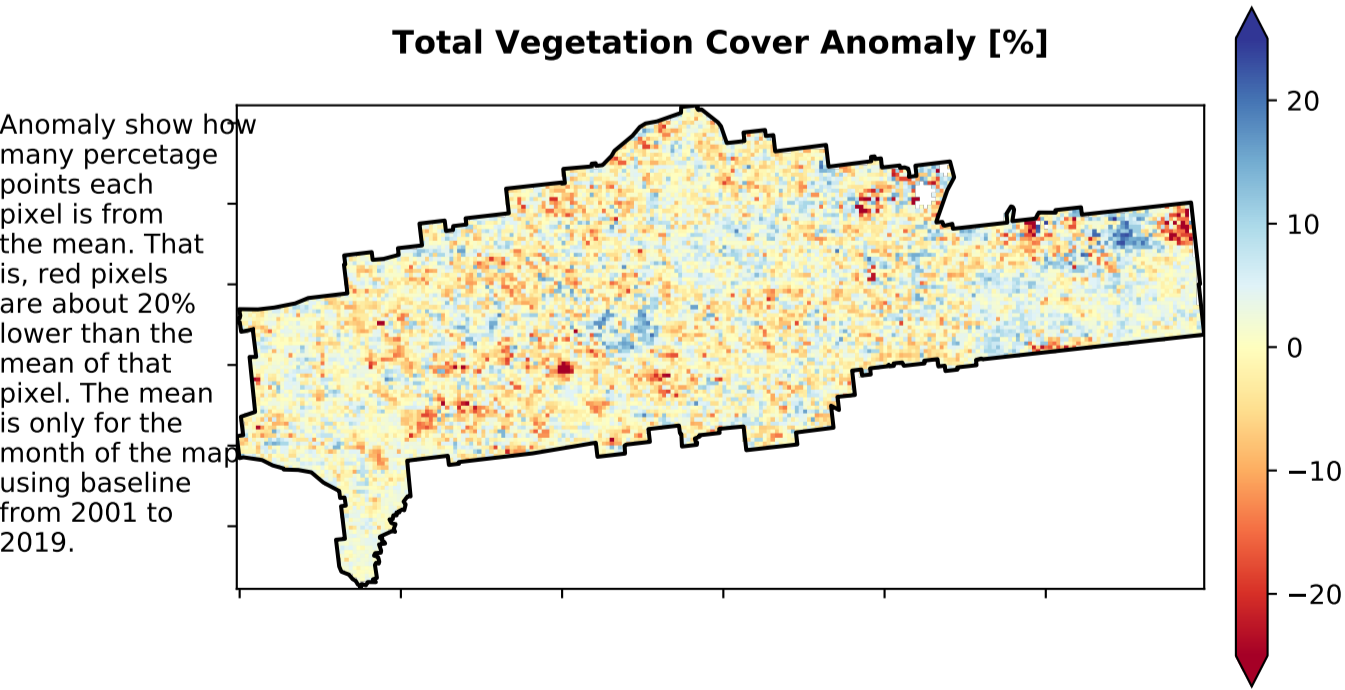 Total Vegetation Cover Anomaly [%]
Anomaly show how
many percetage
points each
pixel is from
the mean. That
is, red pixels
are about 20%
lower than the
mean of that
pixel. The mean
is only for the
month of the map
using baseline
from 2001 to
2019.
20
10
0
−10
−20